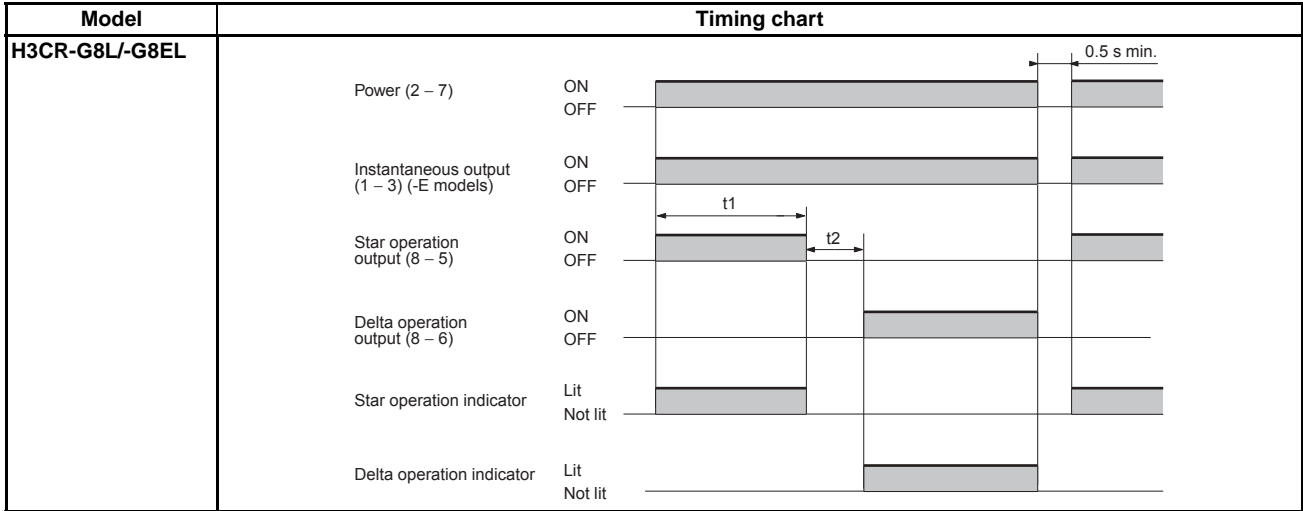 Model Timing chart
H3CR-G8L/-G8EL
0.5 s min.
Power (2 – 7) ON
OFF
Instantaneous output
(1 – 3) (-E models)
ON
OFF
t1
Star operation
output (8 – 5)
ON
OFF
t2
Delta operation
output (8 – 6)
ON
OFF
Star operation indicator Lit
Not lit
Delta operation indicator Lit
Not lit